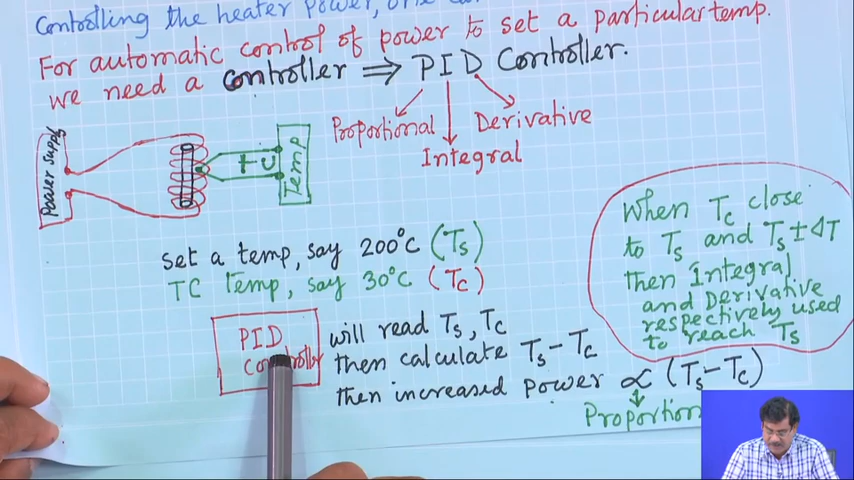 Controlling the heater power, one
For automatic control of power to set a particular temp.
we need a controller ⇒ PID Controller.
Proportional
Integral
Derivative
Power supply
+ U
Temp
set a temp, say 200°C (Ts)
TC Temp, say 30°C (Tc)
PID
controller
will read Ts, Tc
then calculate Ts - Tc
then increased power ∝ (Ts - Tc)
Proportion
When Tc close
to Ts and Ts ± ΔT
then Integral
and Derivative
respectively used
to reach Ts